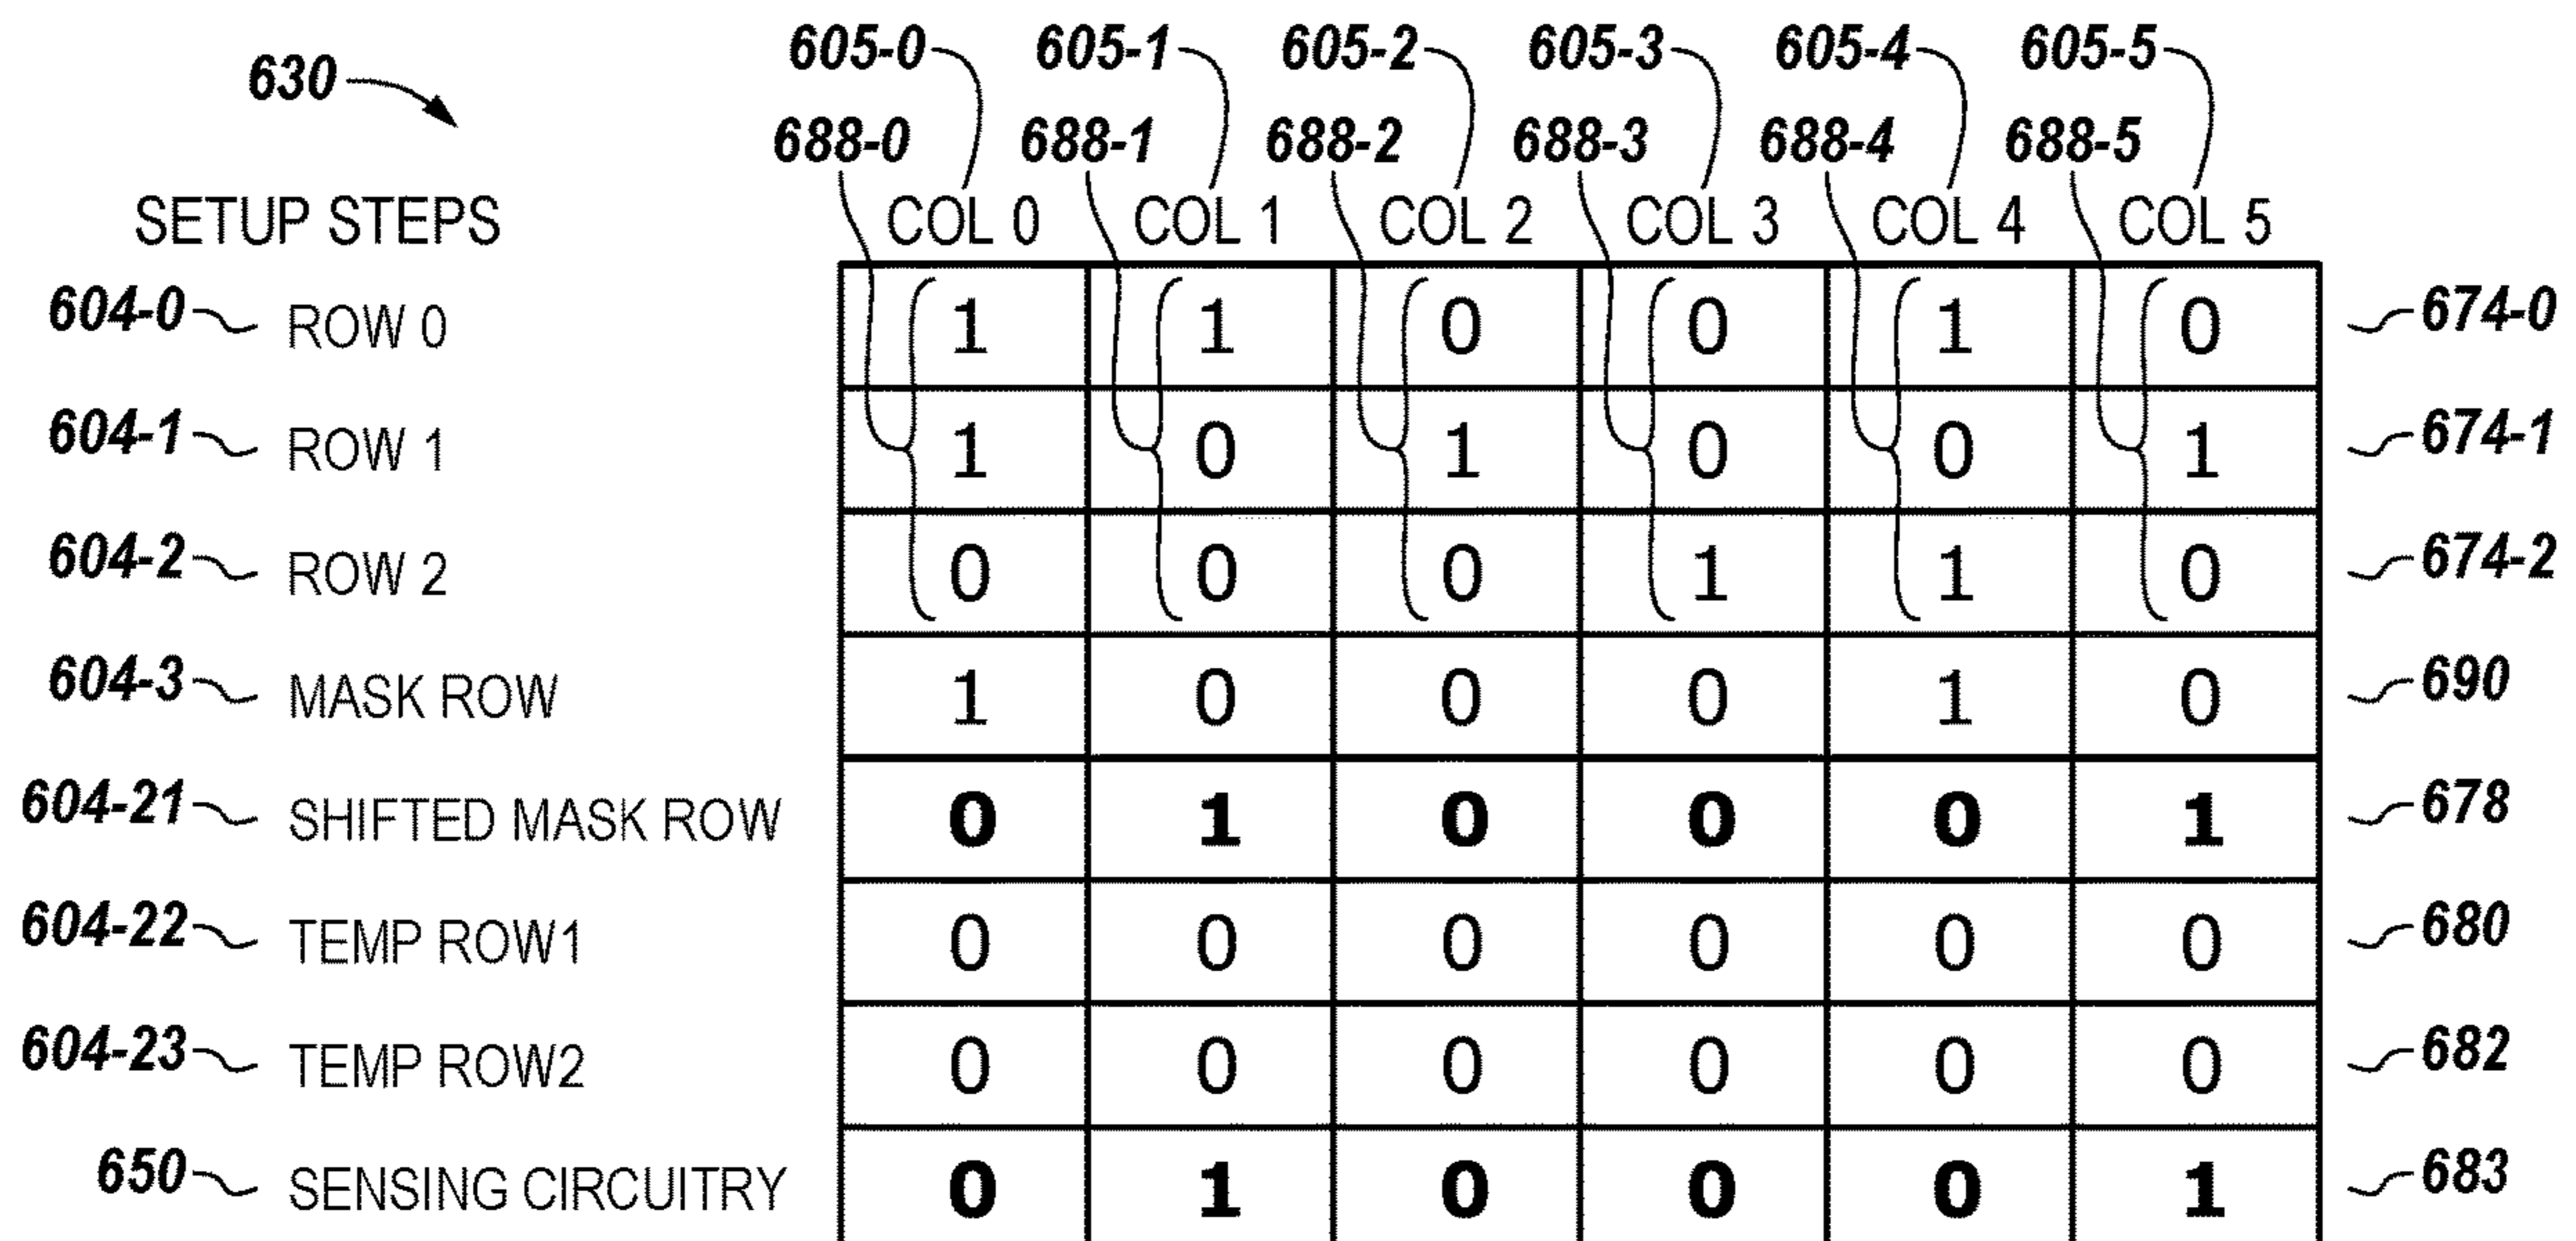 605-0 605-1 605-2 605-3 605-4 605-5
630
688-0 688-1 688-2 688-3 688-4 688-5
SETUP STEPS COL 0 COL 1 COL 2 COL 3 COL 4 COL 5
604-0 ROW 0 1 1 0 0 1 0 674-0
604-1 ROW 1 1 0 1 0 0 1 674-1
604-2 ROW 2 0 0 0 1 1 0 674-2
604-3 MASK ROW 1 0 0 0 1 0 690
604-21 SHIFTED MASK ROW 0 1 0 0 0 1 678
604-22 TEMP ROW1 0 0 0 0 0 0 680
604-23 TEMP ROW2 0 0 0 0 0 0 682
650 SENSING CIRCUITRY 0 1 0 0 0 1 683